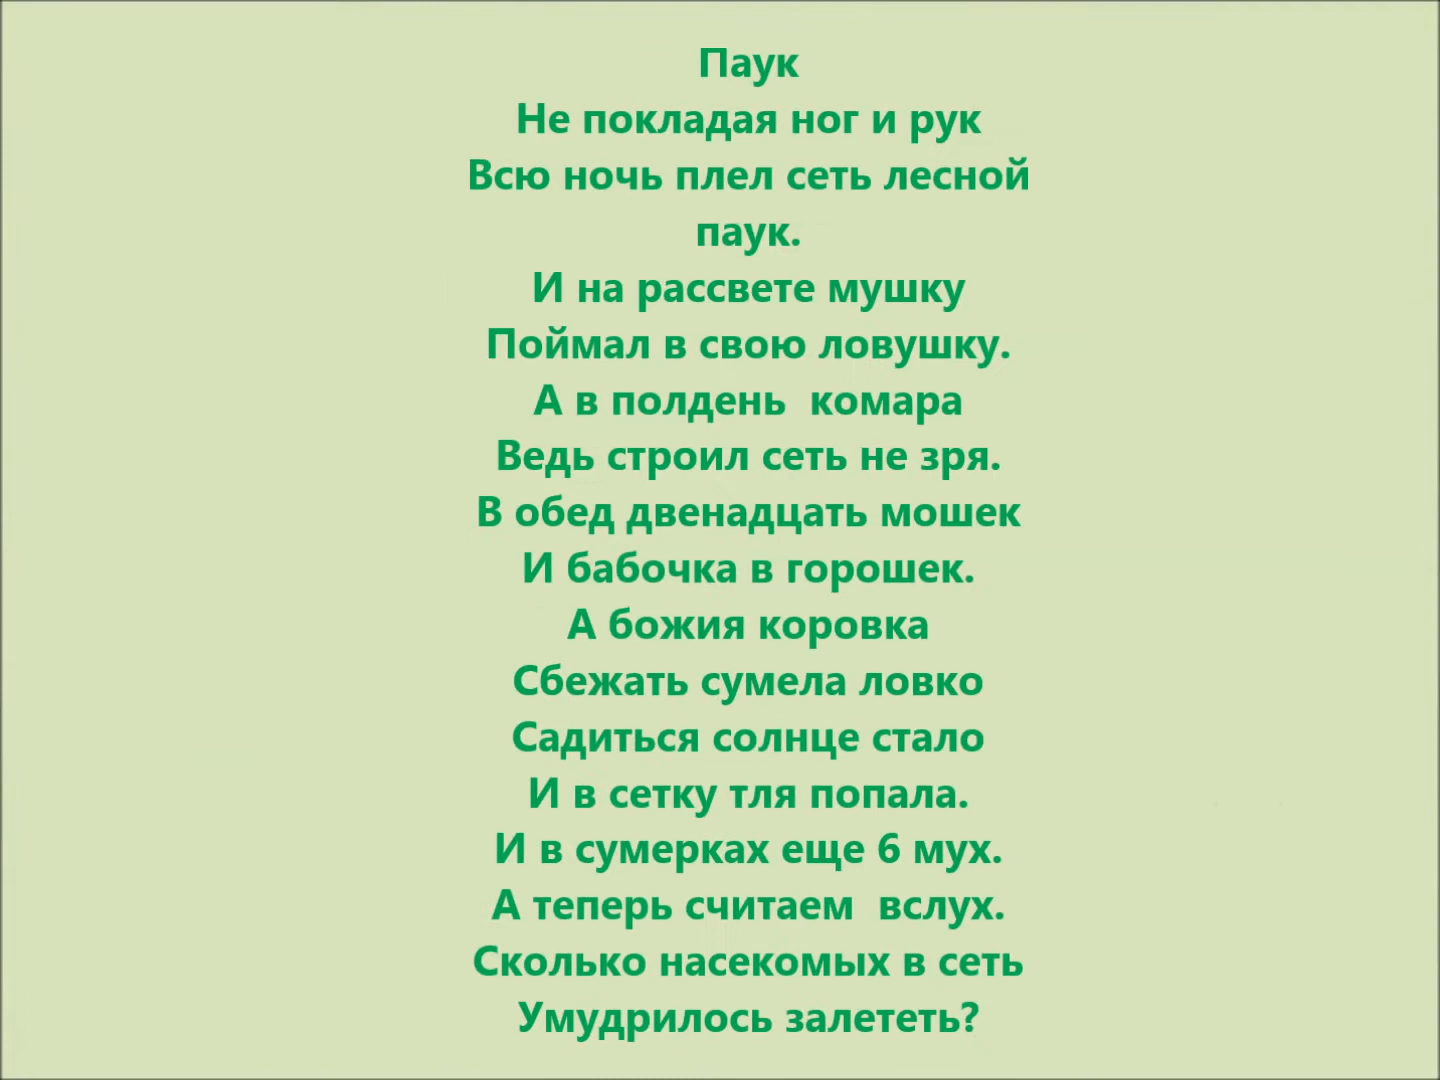 Паук
Не покладая ног и рук
Всю ночь плел сеть лесной
паук.
И на рассвете мушку
Поймал в свою ловушку.
А в полдень  комара
Ведь строил сеть не зря.
В обед двенадцать мошек
И бабочка в горошек.
А божия коровка
Сбежать сумела ловко
Садиться солнце стало
И в сетку тля попала.
И в сумерках еще 6 мух.
А теперь считаем  вслух.
Сколько насекомых в сеть
Умудрилось залететь?